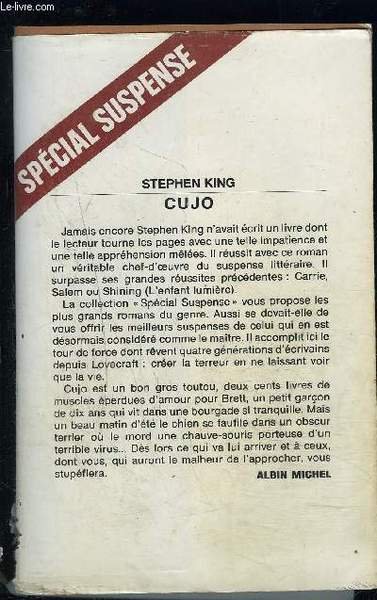 Le-livre.com
SPÉCIAL SUSPENSE
STEPHEN KING
CUJO
Jamais encore Stephen King n'avait écrit un livre dont
le lecteur tourne les pages avec une telle impatience et
une telle appréhension mêlées. Il réussit avec ce roman
un véritable chef-d'œuvre du suspense littéraire. Il
surpasse ses grandes réussites précédentes : Carrie,
Salem ou Shining (L'enfant lumière).
La collection « Spécial Suspense » vous propose les
plus grands romans du genre. Aussi se devait-elle de
vous offrir les meilleurs suspenses de celui qui en est
désormais considéré comme le maître. Il accomplit ici le
tour de force dont rêvent quatre générations d'écrivains
depuis Lovecraft : créer la terreur en ne laissant voir
que la vie.
Cujo est un bon gros toutou, deux cents livres de
muscles éperdues d'amour pour Brett, un petit garçon
de dix ans qui vit dans une bourgade si tranquille. Mais
un beau matin d'été le chien se faufile dans un obscur
terrier où le mord une chauve-souris porteuse d'un
terrible virus... Dès lors ce qui va lui arriver et à ceux,
dont vous, qui auront le malheur de l'approcher, vous
stupéfiera.
ALBIN MICHEL